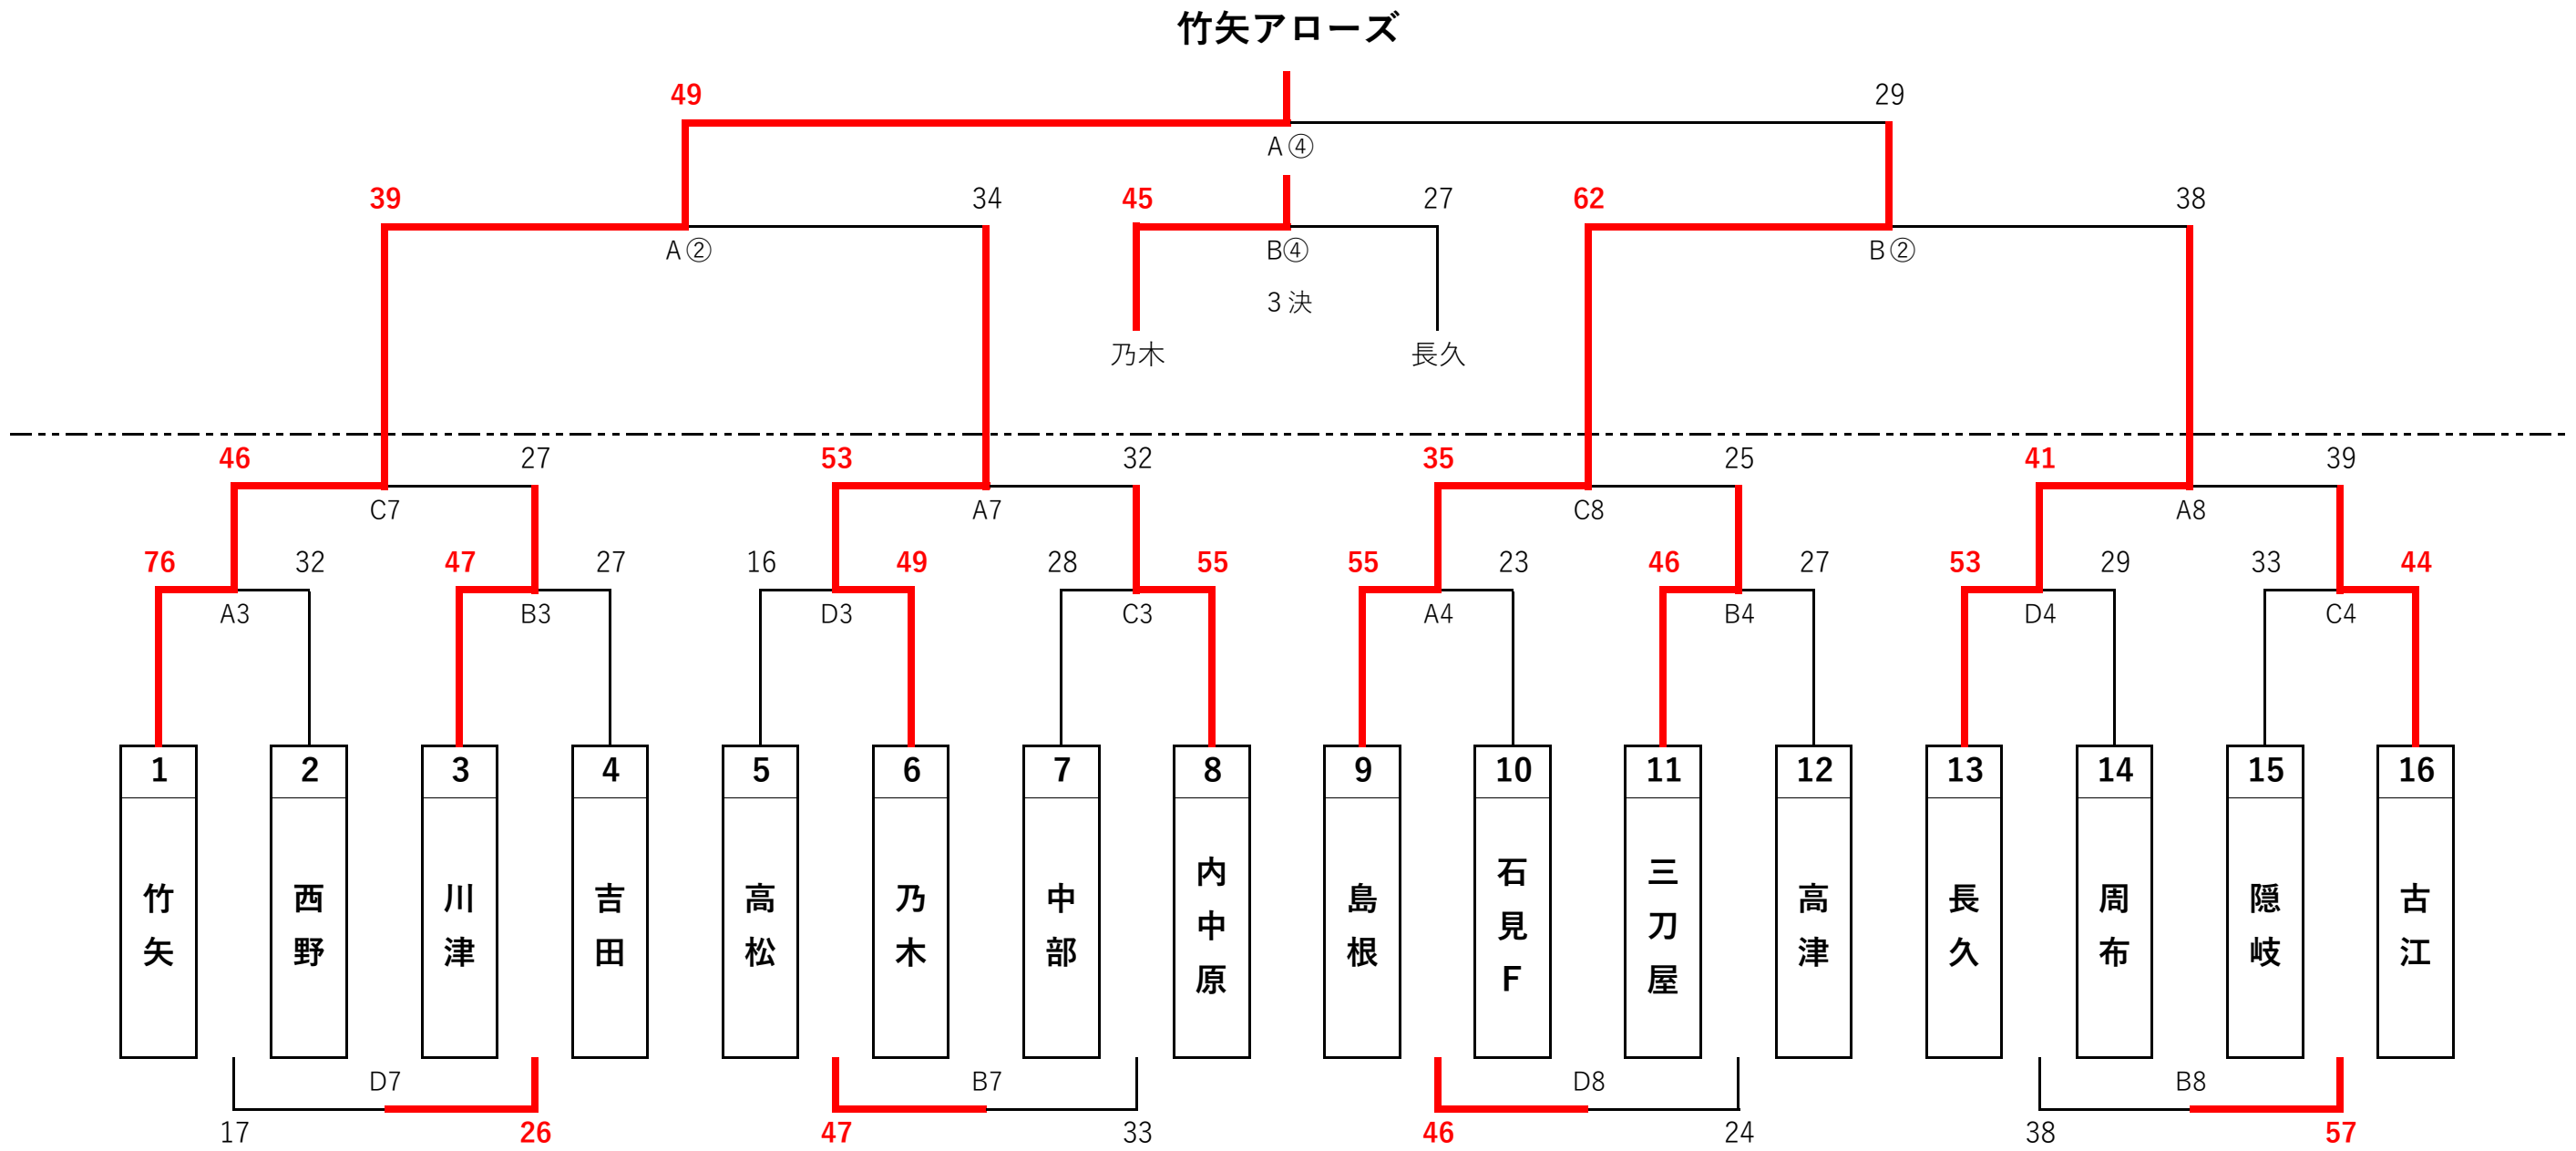 竹矢アローズ
49 29
A④
39 34 45 27 62 38
A② B④ B②
3決
乃木 長久
46 27 53 32 35 25 41 39
C7 A7 C8 A8
76 32 47 27 16 49 28 55 55 23 46 27 53 29 33 44
A3 B3 D3 C3 A4 B4 D4 C4
1 2 3 4 5 6 7 8 9 10 11 12 13 14 15 16
竹矢
西野
川津
吉田
高松
乃木
中部
内中原
島根
石見F
三刀屋
高津
長久
周布
隠岐
古江
D7 B7 D8 B8
17 26 47 33 46 24 38 57